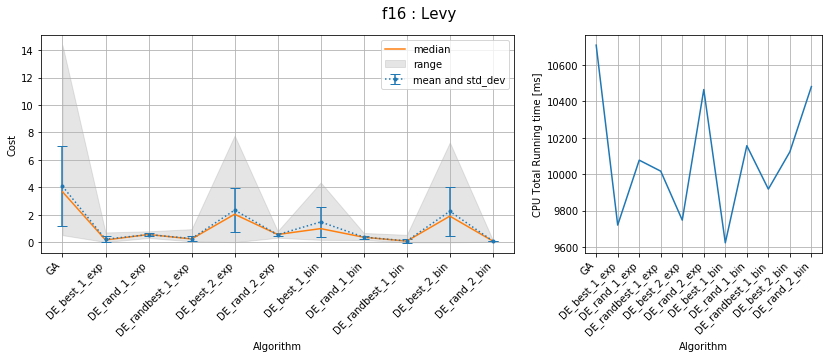 f16 : Levy
14
12
10
8
6
4
2
0
Cost
median
range
mean and std_dev
GA
DE_best_1_exp
DE_rand_1_exp
DE_randbest_1_exp
DE_best_2_exp
DE_rand_2_exp
DE_best_1_bin
DE_rand_1_bin
DE_randbest_1_bin
DE_best_2_bin
DE_rand_2_bin
Algorithm
10600
10400
10200
10000
9800
9600
CPU Total Running time [ms]
GA
DE_best_1_exp
DE_rand_1_exp
DE_randbest_1_exp
DE_best_2_exp
DE_rand_2_exp
DE_best_1_bin
DE_rand_1_bin
DE_randbest_1_bin
DE_best_2_bin
DE_rand_2_bin
Algorithm